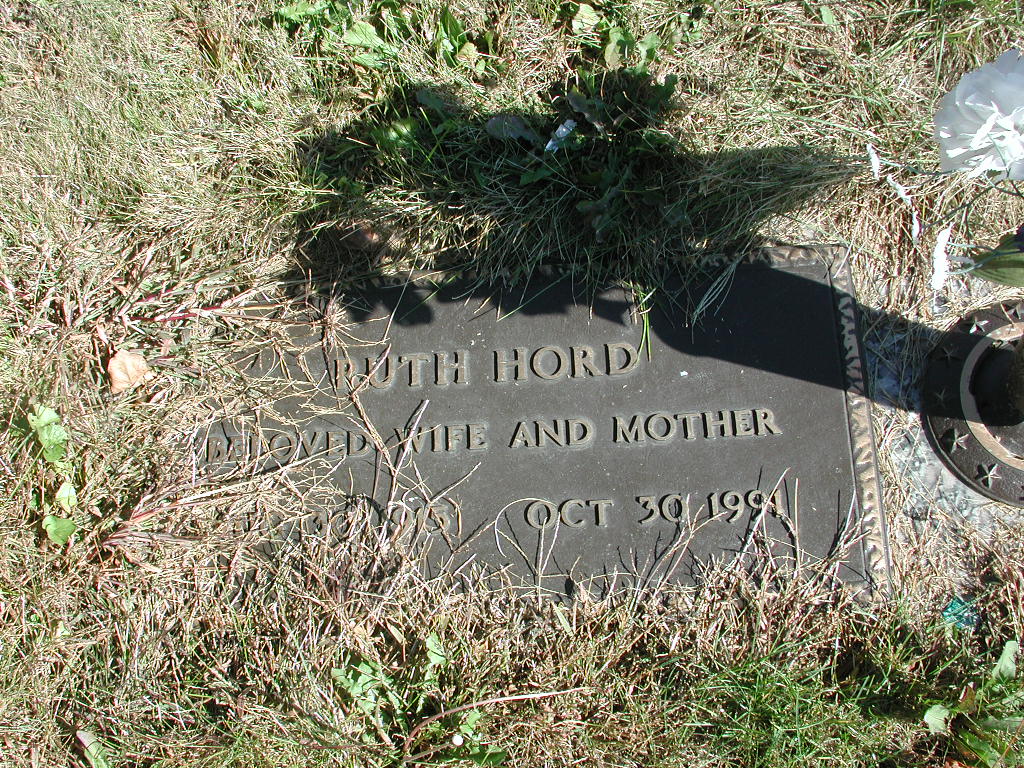 RUTH HORD
BELOVED WIFE AND MOTHER
OCT 30 1991